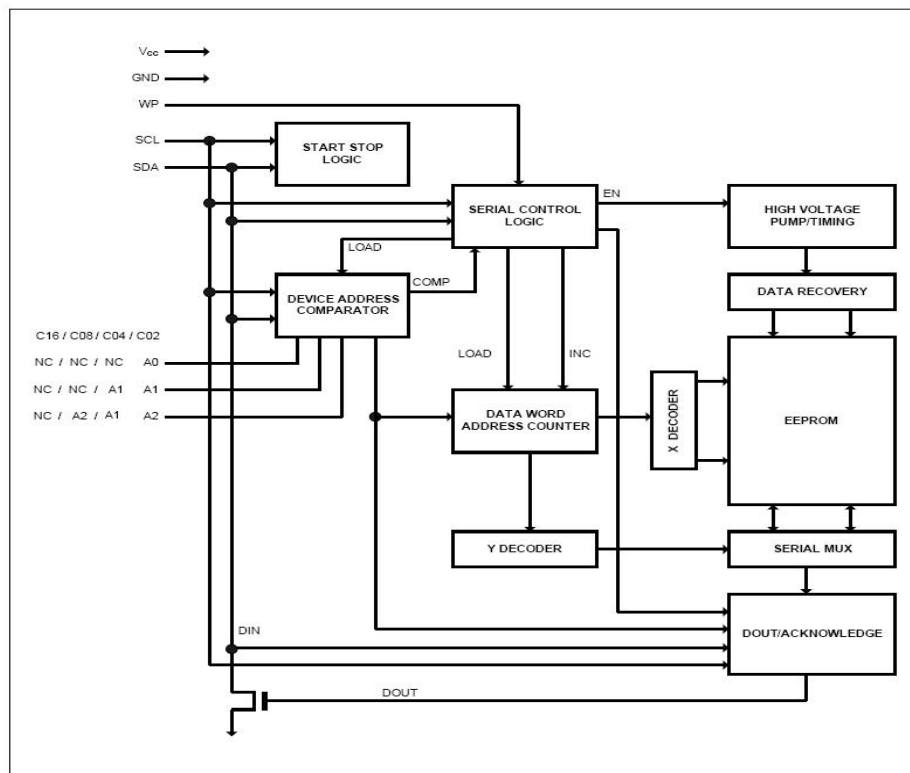 Vcc
GND
WP
SCL
SDA
START STOP
LOGIC
SERIAL CONTROL
LOGIC
EN
HIGH VOLTAGE
PUMP/TIMING
LOAD
COMP
DEVICE ADDRESS
COMPARATOR
DATA RECOVERY
C16 / C08 / C04 / C02
NC / NC / NC A0
NC / NC / A1 A1
NC / A2 / A1 A2
LOAD
INC
DATA WORD
ADDRESS COUNTER
X DECODER
EEPROM
Y DECODER
SERIAL MUX
DIN
DOUT/ACKNOWLEDGE
DOUT